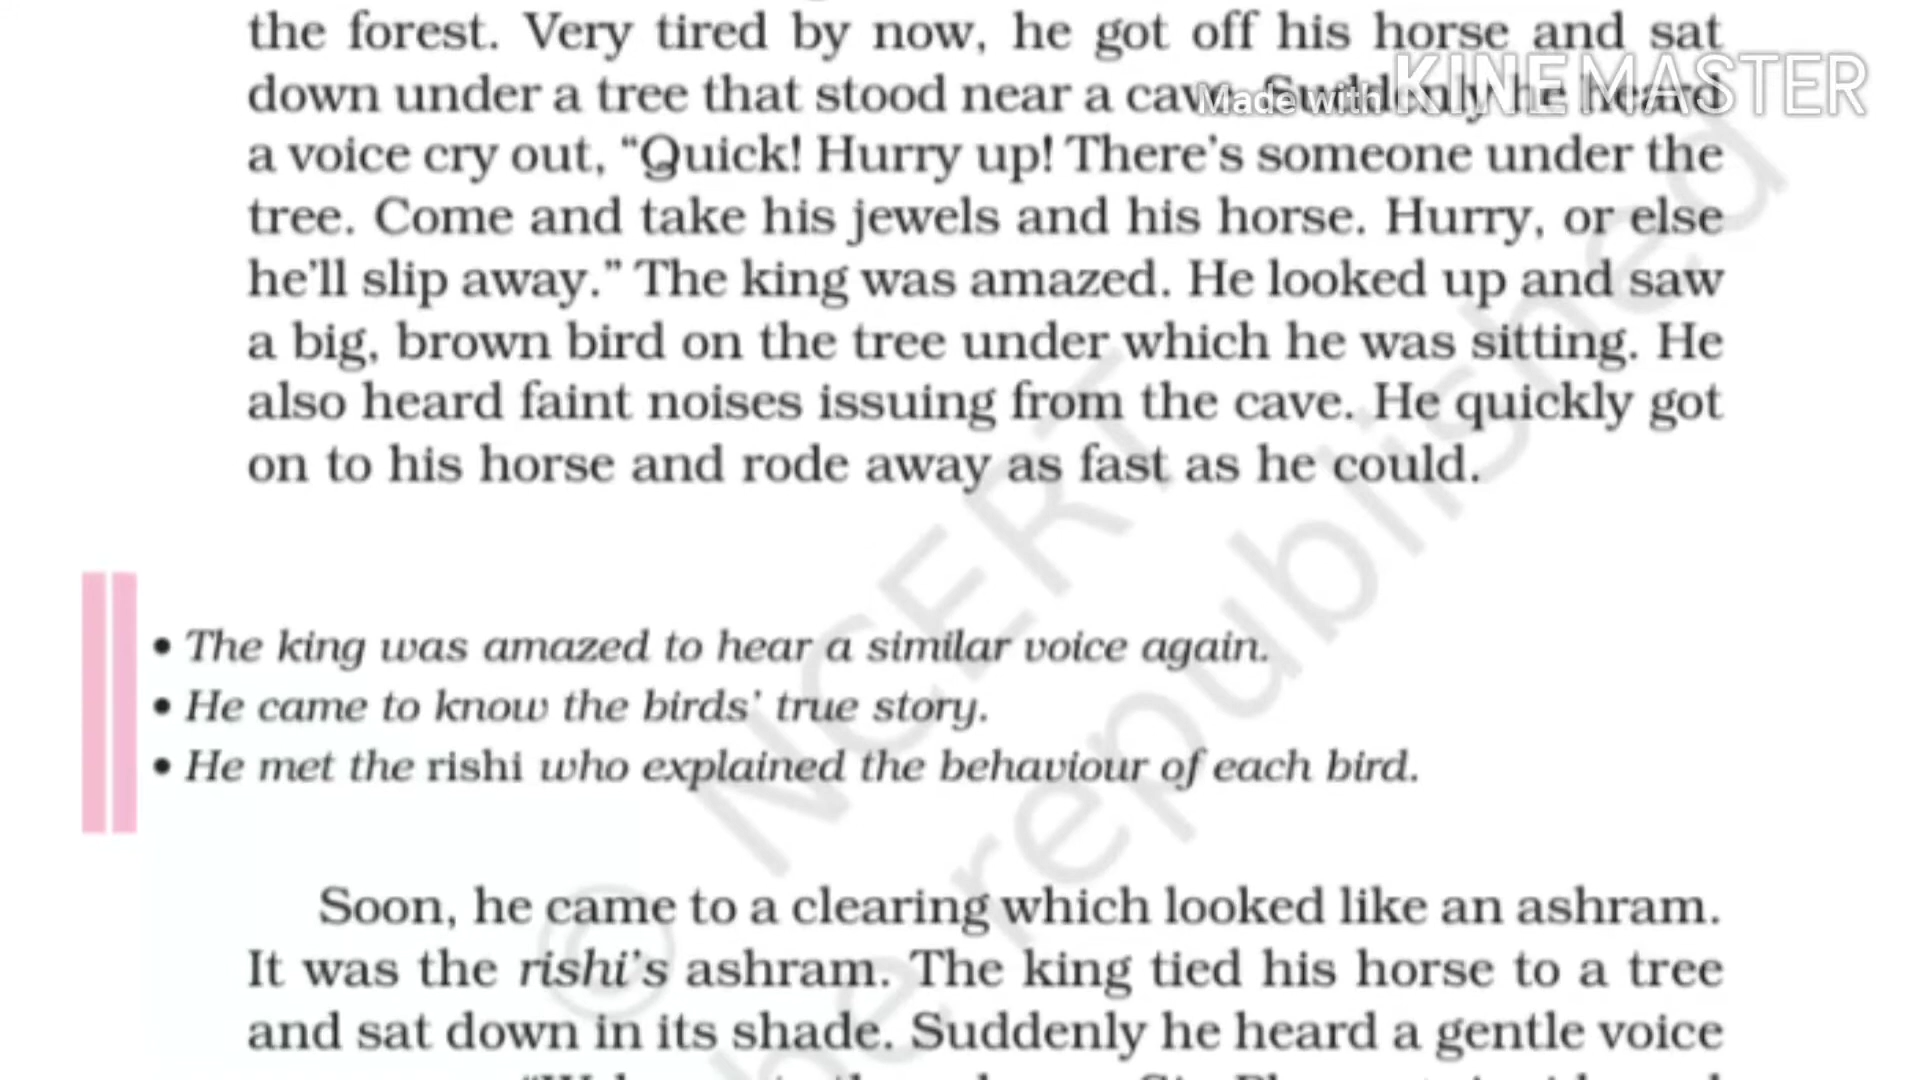 the forest. Very tired by now, he got off his horse and sat
down under a tree that stood near a cave. Suddenly he heard
Made with KINEMASTER
a voice cry out, “Quick! Hurry up! There’s someone under the
tree. Come and take his jewels and his horse. Hurry, or else
he’ll slip away.” The king was amazed. He looked up and saw
a big, brown bird on the tree under which he was sitting. He
also heard faint noises issuing from the cave. He quickly got
on to his horse and rode away as fast as he could.
• The king was amazed to hear a similar voice again.
• He came to know the birds’ true story.
• He met the rishi who explained the behaviour of each bird.
Soon, he came to a clearing which looked like an ashram.
It was the rishi’s ashram. The king tied his horse to a tree
and sat down in its shade. Suddenly he heard a gentle voice
© NCERT
be republished